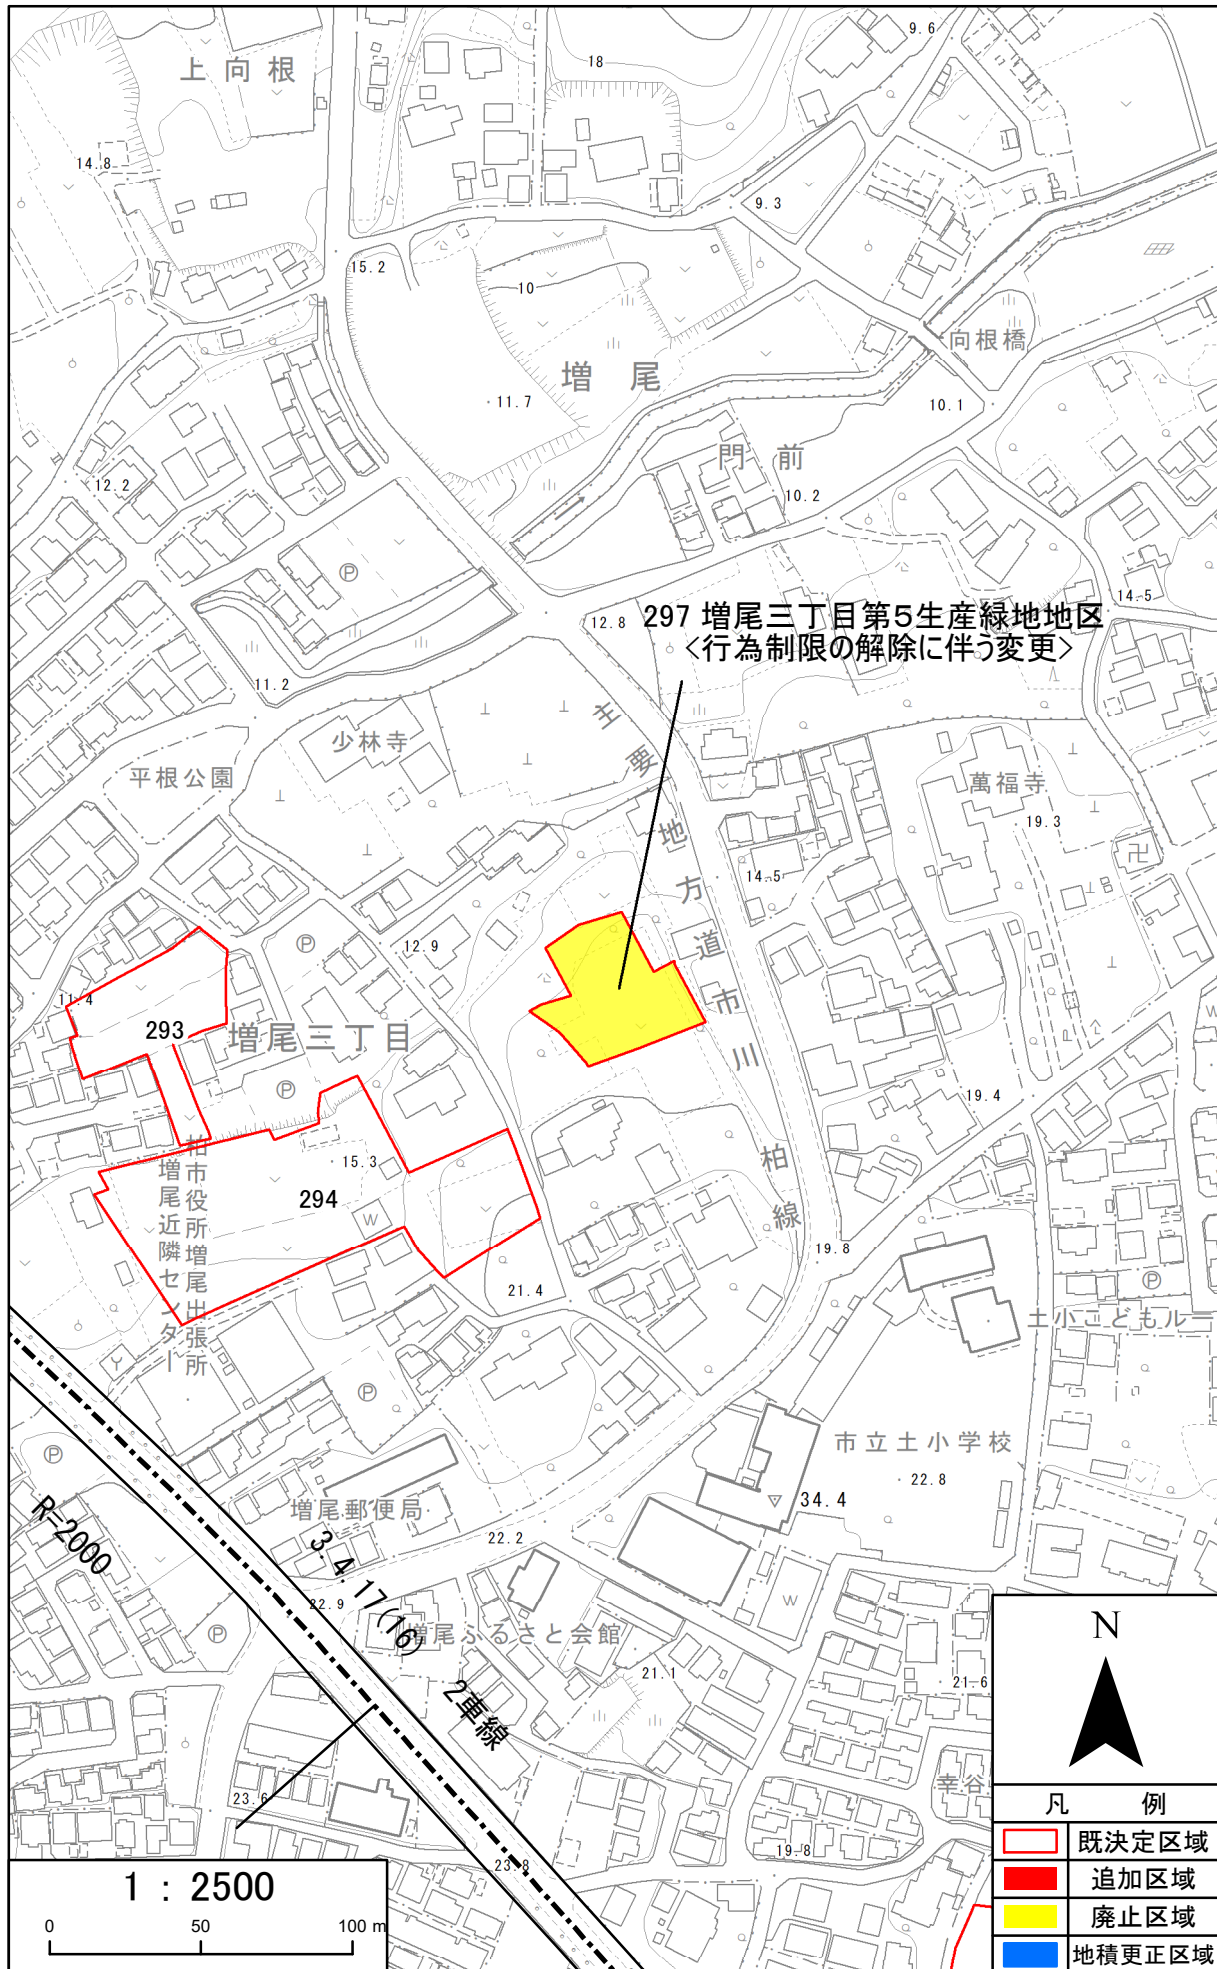 上向根
14.8
18
9.6
9.3
15.2
10
増尾
11.7
向根橋
10.1
門前
10.2
12.2
Ⓟ
14.5
12.8
297 増尾三丁目第5生産緑地地区
<行為制限の解除に伴う変更>
11.2
少林寺
平根公園
主要地方道市川柏線
萬福寺
19.3
14.5
卍
12.9
Ⓟ
11.4
293
増尾三丁目
Ⓟ
19.4
W
15.3
294
W
柏市役所増尾出張所
増尾近隣センター
21.4
19.8
Ⓟ
土小こどもルー
Ⓟ
市立土小学校
22.8
34.4
Ⓟ
R=2000
増尾郵便局
22.2
3.4.17(16) 2車線
22.9
W
増尾ふるさと会館
Ⓟ
21.1
21.6
幸谷
23.6
19.8
23.8
N
凡 例
既決定区域
追加区域
廃止区域
地積更正区域
1 : 2500
0 50 100 m